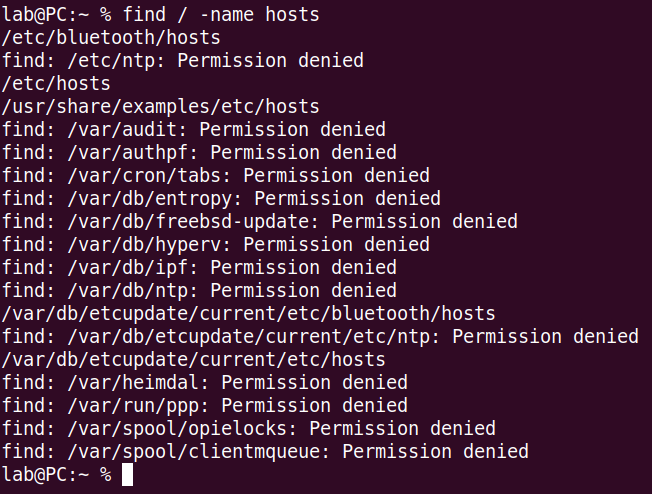 lab@PC:~ % find / -name hosts
/etc/bluetooth/hosts
find: /etc/ntp: Permission denied
/etc/hosts
/usr/share/examples/etc/hosts
find: /var/audit: Permission denied
find: /var/authpf: Permission denied
find: /var/cron/tabs: Permission denied
find: /var/db/entropy: Permission denied
find: /var/db/freebsd-update: Permission denied
find: /var/db/hyperv: Permission denied
find: /var/db/ipf: Permission denied
find: /var/db/ntp: Permission denied
/var/db/etcupdate/current/etc/bluetooth/hosts
find: /var/db/etcupdate/current/etc/ntp: Permission denied
/var/db/etcupdate/current/etc/hosts
find: /var/heimdal: Permission denied
find: /var/run/ppp: Permission denied
find: /var/spool/opielocks: Permission denied
find: /var/spool/clientmqueue: Permission denied
lab@PC:~ %